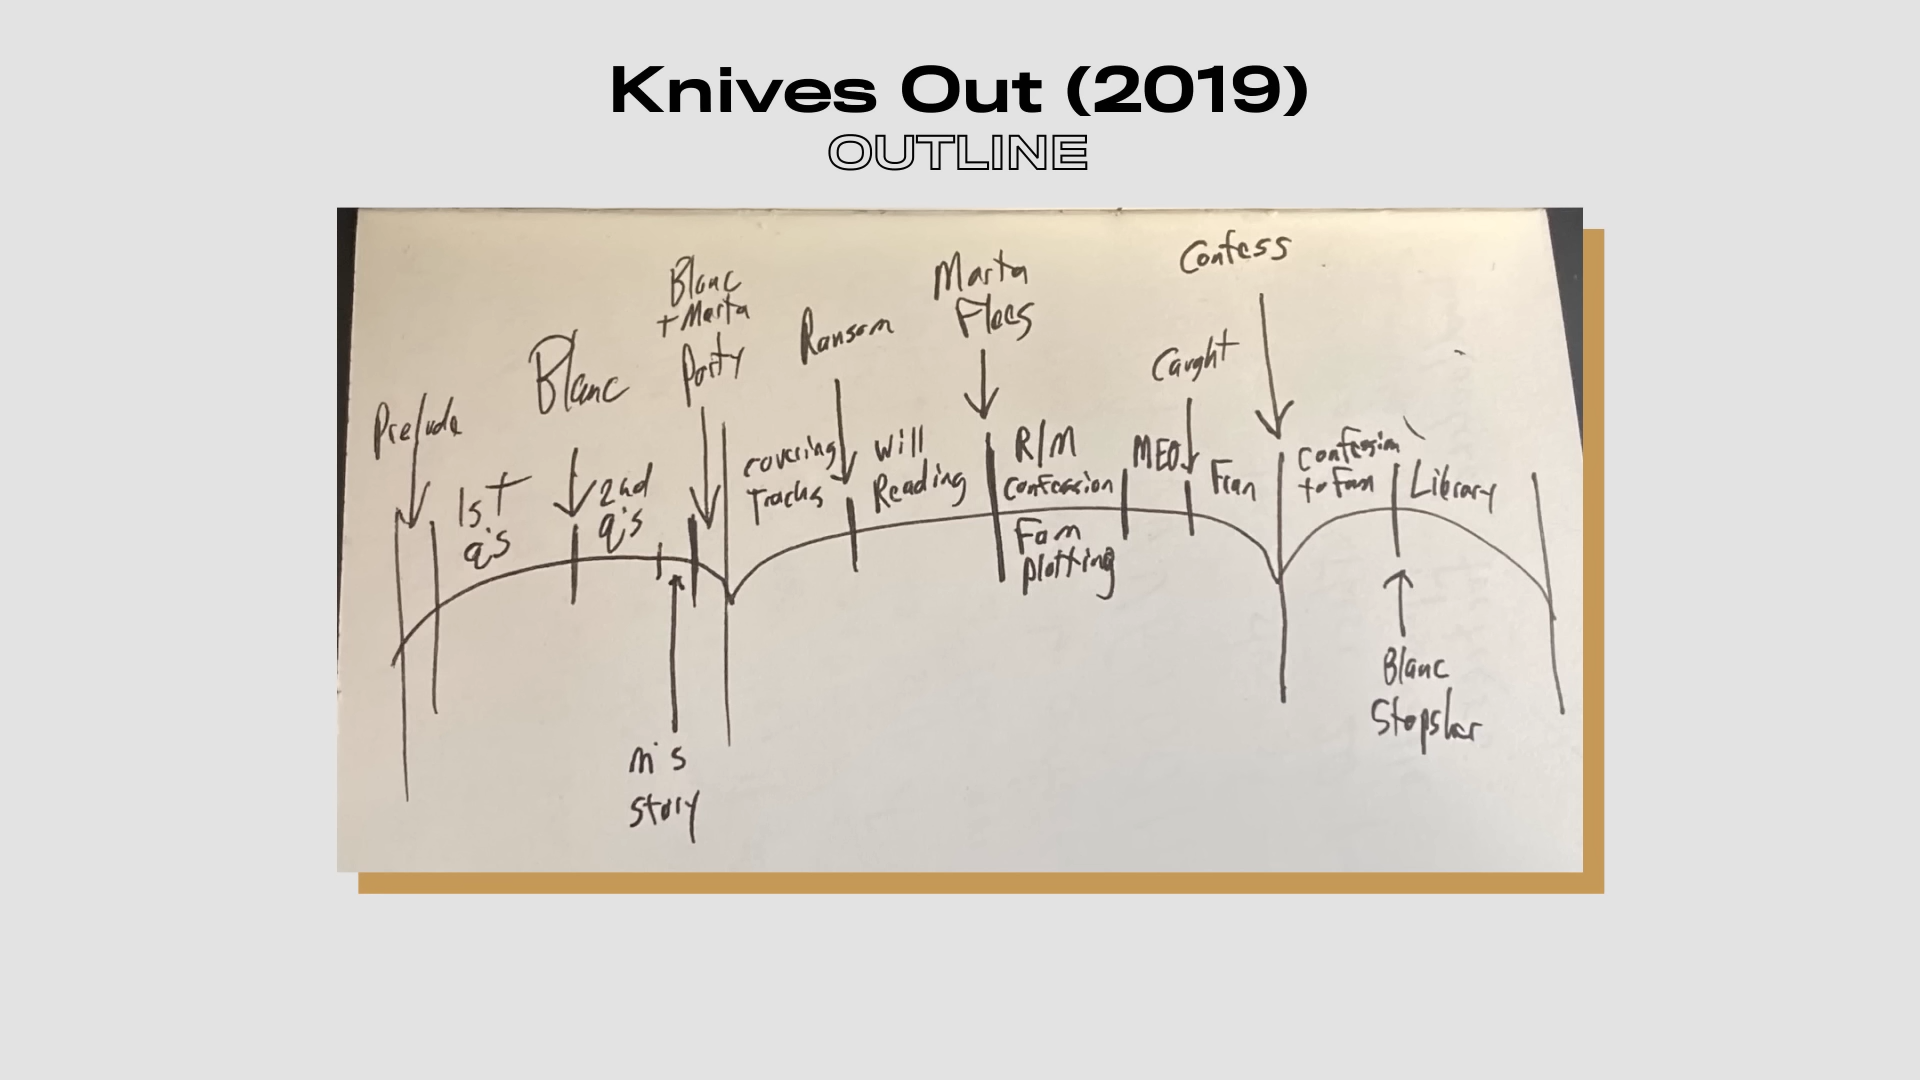 Knives Out (2019)
OUTLINE
Prelude
1st
q's
Blanc
2nd
q's
m's
story
Blanc
+ Marta
Party
covering
Tracks
Ransom
Will
Reading
Marta
Flees
R/M
Confession
Fam
plotting
MEO
Caught
Fran
Confess
Confession
to Fam
Blanc
Stops her
Library